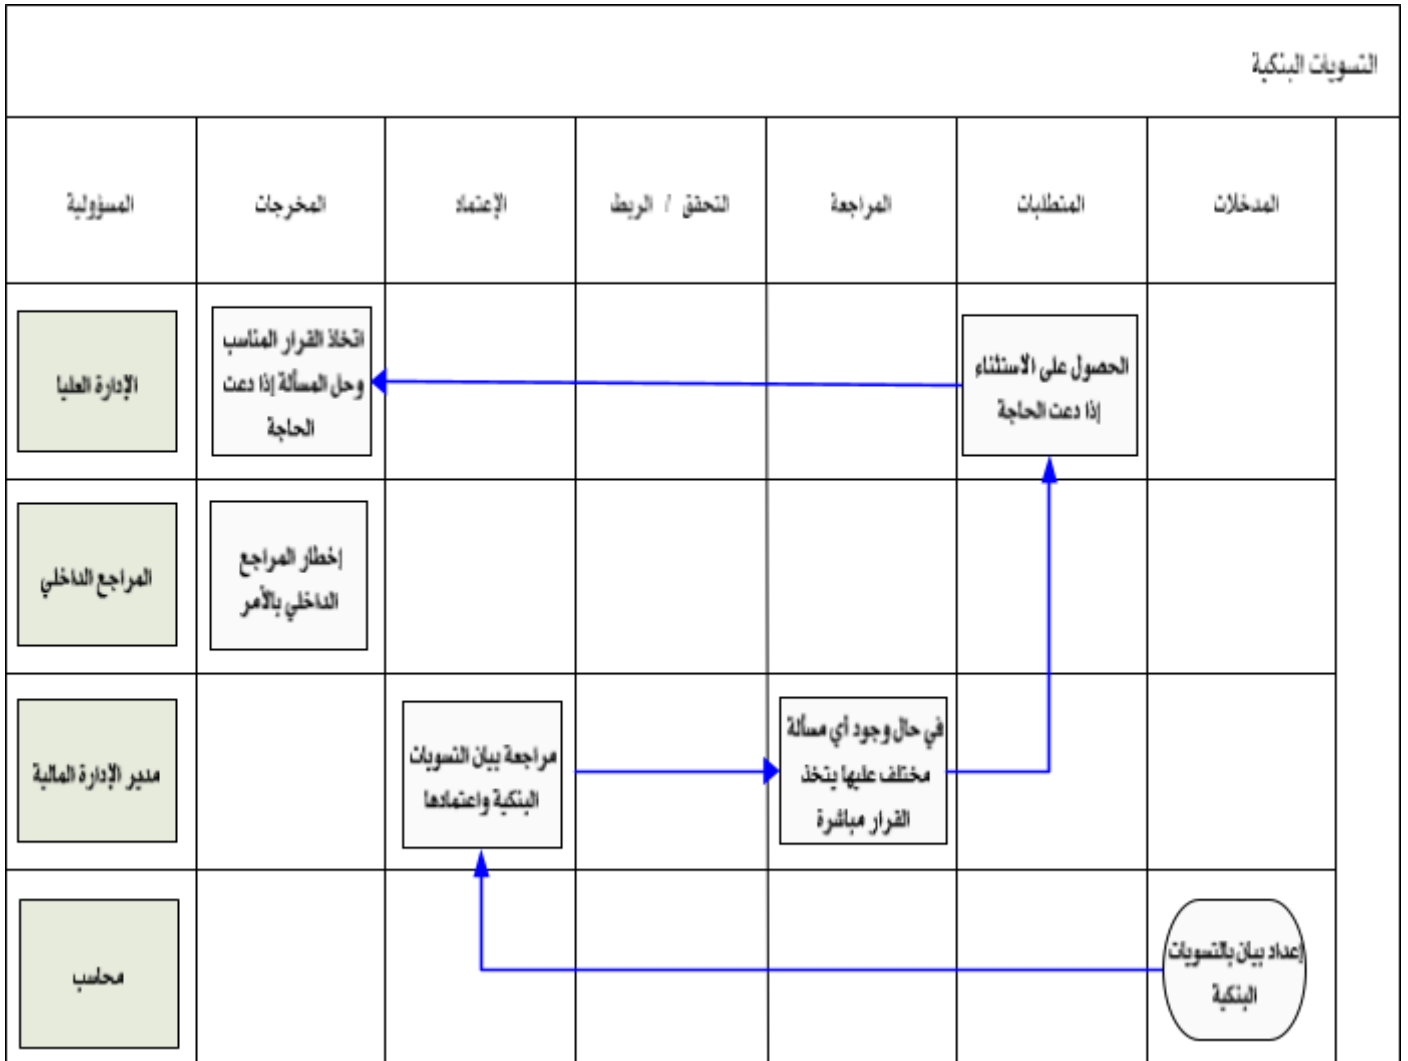 التسويات البنكية
المدخلات
المتطلبات
المراجعة
التحقق / الربط
الإعتماد
المخرجات
المسؤولية
الحصول على الاستثناء
إذا دعت الحاجة
اتخاذ القرار المناسب
وحل المسألة إذا دعت
الحاجة
الإدارة العليا
إخطار المراجع
الداخلي بالأمر
المراجع الداخلي
في حال وجود أي مسألة
مختلف عليها يتخذ
القرار مباشرة
مراجعة بيان التسويات
البنكية واعتمادها
مدير الإدارة المالية
إعداد بيان بالتسويات
البنكية
محاسب